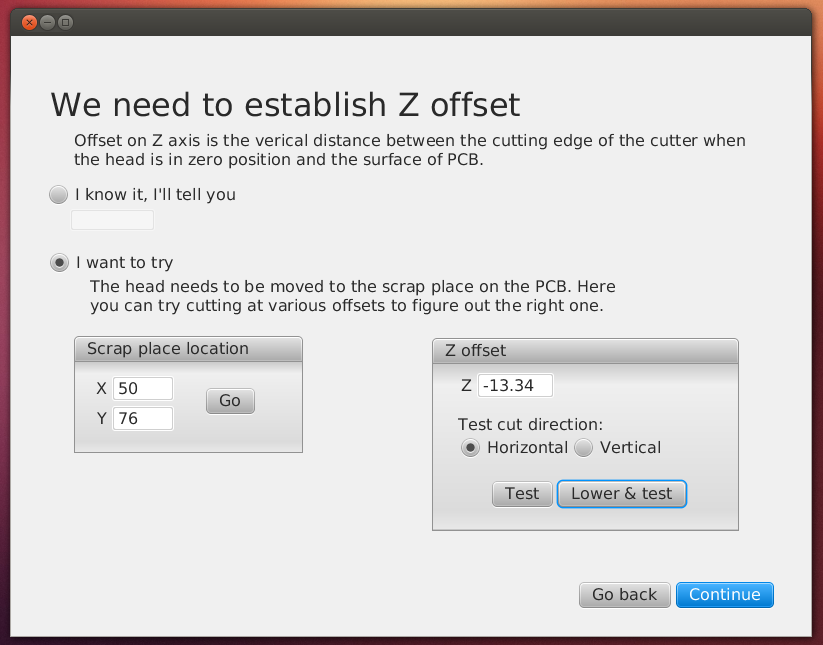 We need to establish Z offset
Offset on Z axis is the verical distance between the cutting edge of the cutter when
the head is in zero position and the surface of PCB.
I know it, I'll tell you
I want to try
The head needs to be moved to the scrap place on the PCB. Here
you can try cutting at various offsets to figure out the right one.
Scrap place location
X 50
Y 76
Go
Z offset
Z -13.34
Test cut direction:
Horizontal Vertical
Test Lower & test
Go back Continue